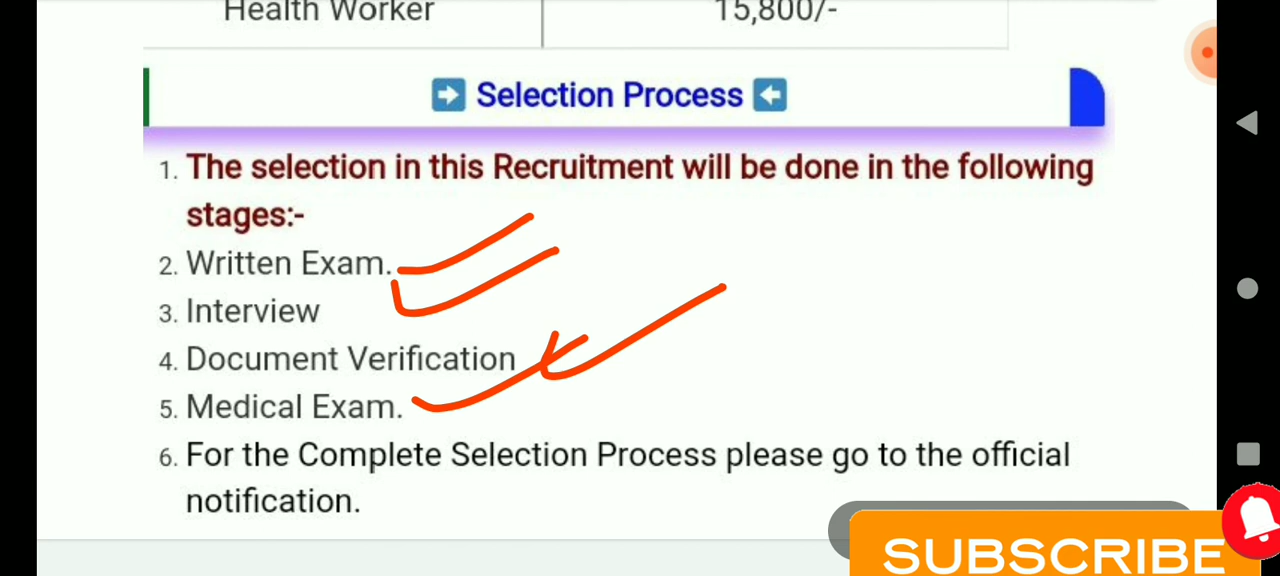 Health Worker 15,800/-
➡ Selection Process ⬅
1. The selection in this Recruitment will be done in the following
stages:-
2. Written Exam.
3. Interview
4. Document Verification
5. Medical Exam.
6. For the Complete Selection Process please go to the official
notification.
SUBSCRIBE